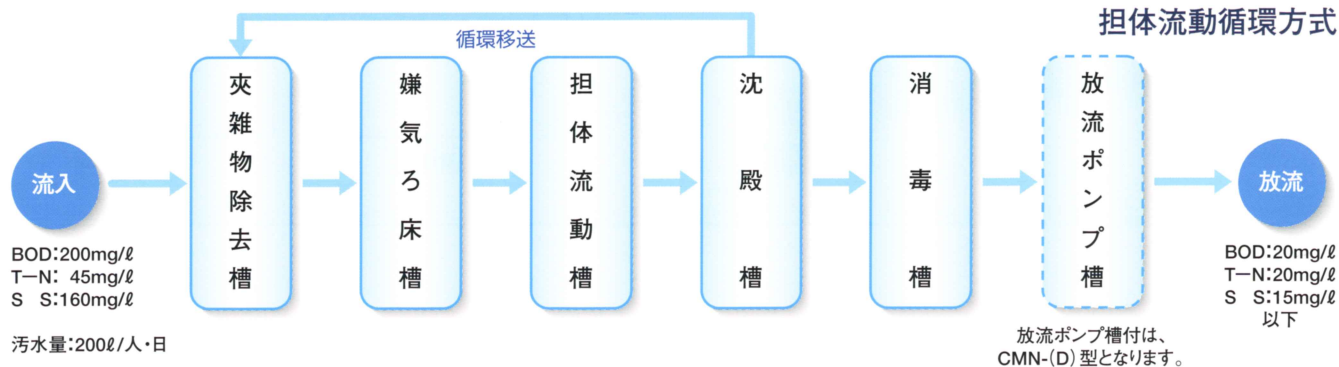 担体流動循環方式
循環移送
流入
夾雑物除去槽
嫌気ろ床槽
担体流動槽
沈殿槽
消毒槽
放流ポンプ槽
放流
BOD:200mg/ℓ
T−N: 45mg/ℓ
S S:160mg/ℓ
汚水量:200ℓ/人・日
放流ポンプ槽付は、
CMN-(D)型となります。
BOD:20mg/ℓ
T−N:20mg/ℓ
S S:15mg/ℓ
以下